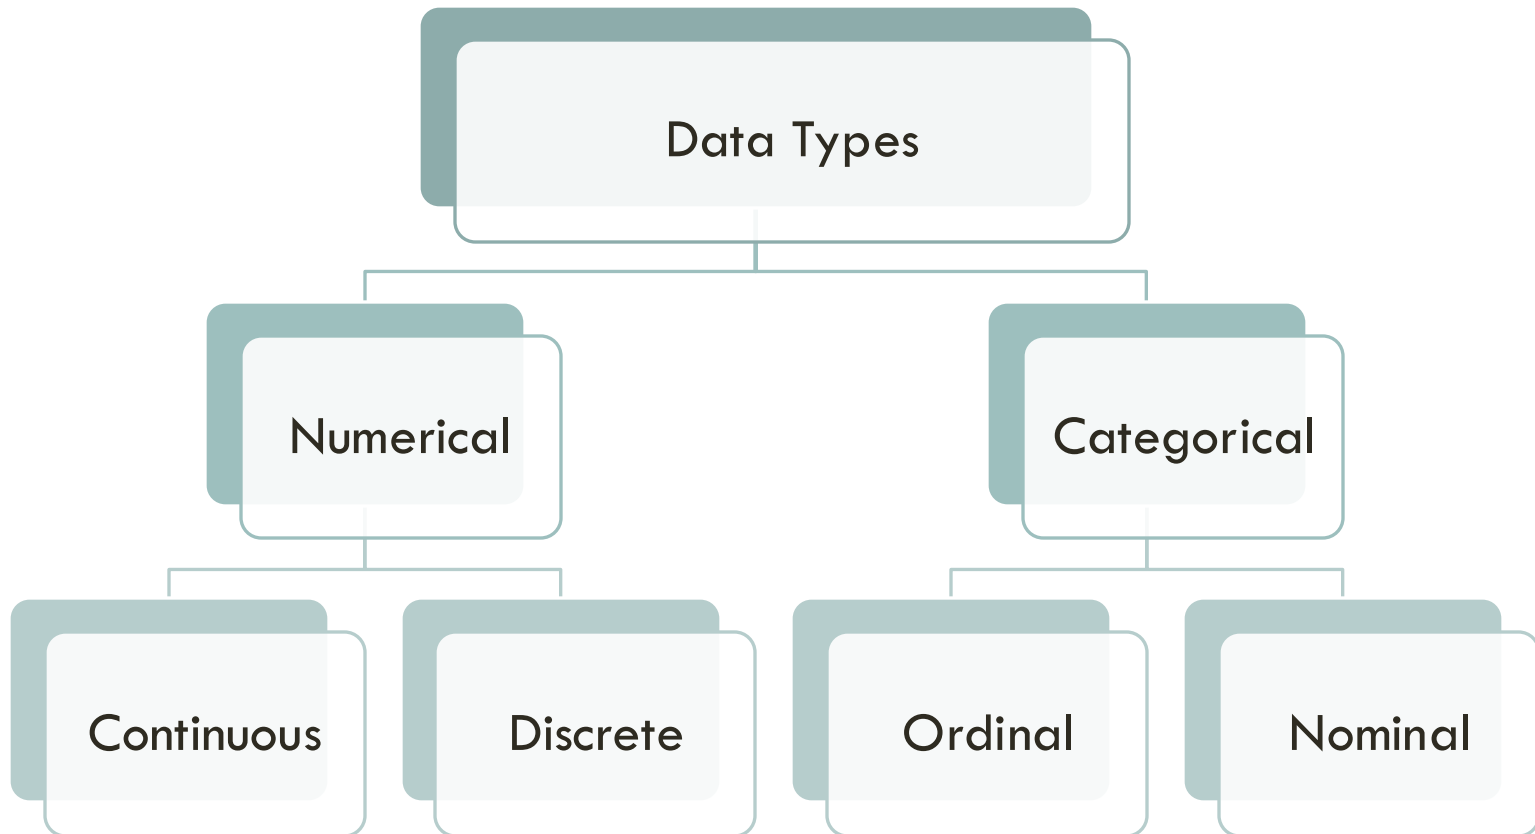 Data Types
Numerical
Categorical
Continuous
Discrete
Ordinal
Nominal